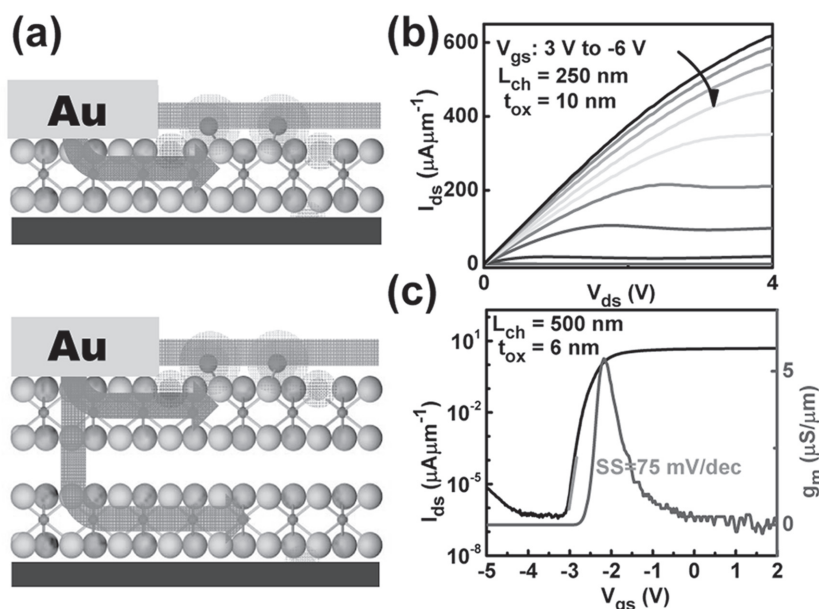 (a)
Au
Au
(b)
V_gs: 3 V to -6 V
L_ch = 250 nm
t_ox = 10 nm
I_ds (μAμm⁻¹)
600
400
200
0
0
4
V_ds (V)
(c)
L_ch = 500 nm
t_ox = 6 nm
SS=75 mV/dec
I_ds (μAμm⁻¹)
10¹
10⁻²
10⁻⁵
10⁻⁸
g_m (μS/μm)
5
0
-5 -4 -3 -2 -1 0 1 2
V_gs (V)